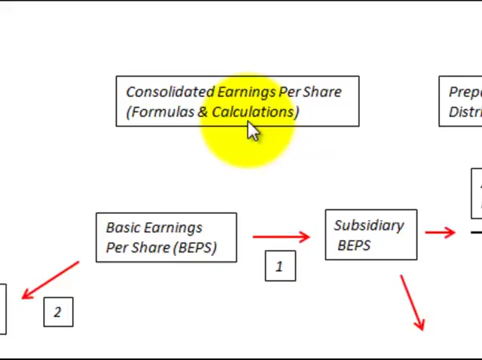 Consolidated Earnings Per Share
(Formulas & Calculations)
Basic Earnings
Per Share (BEPS)
1
Subsidiary
BEPS
2